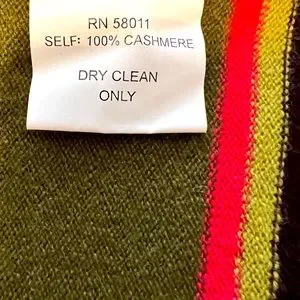 RN 58011
SELF: 100% CASHMERE
DRY CLEAN
ONLY